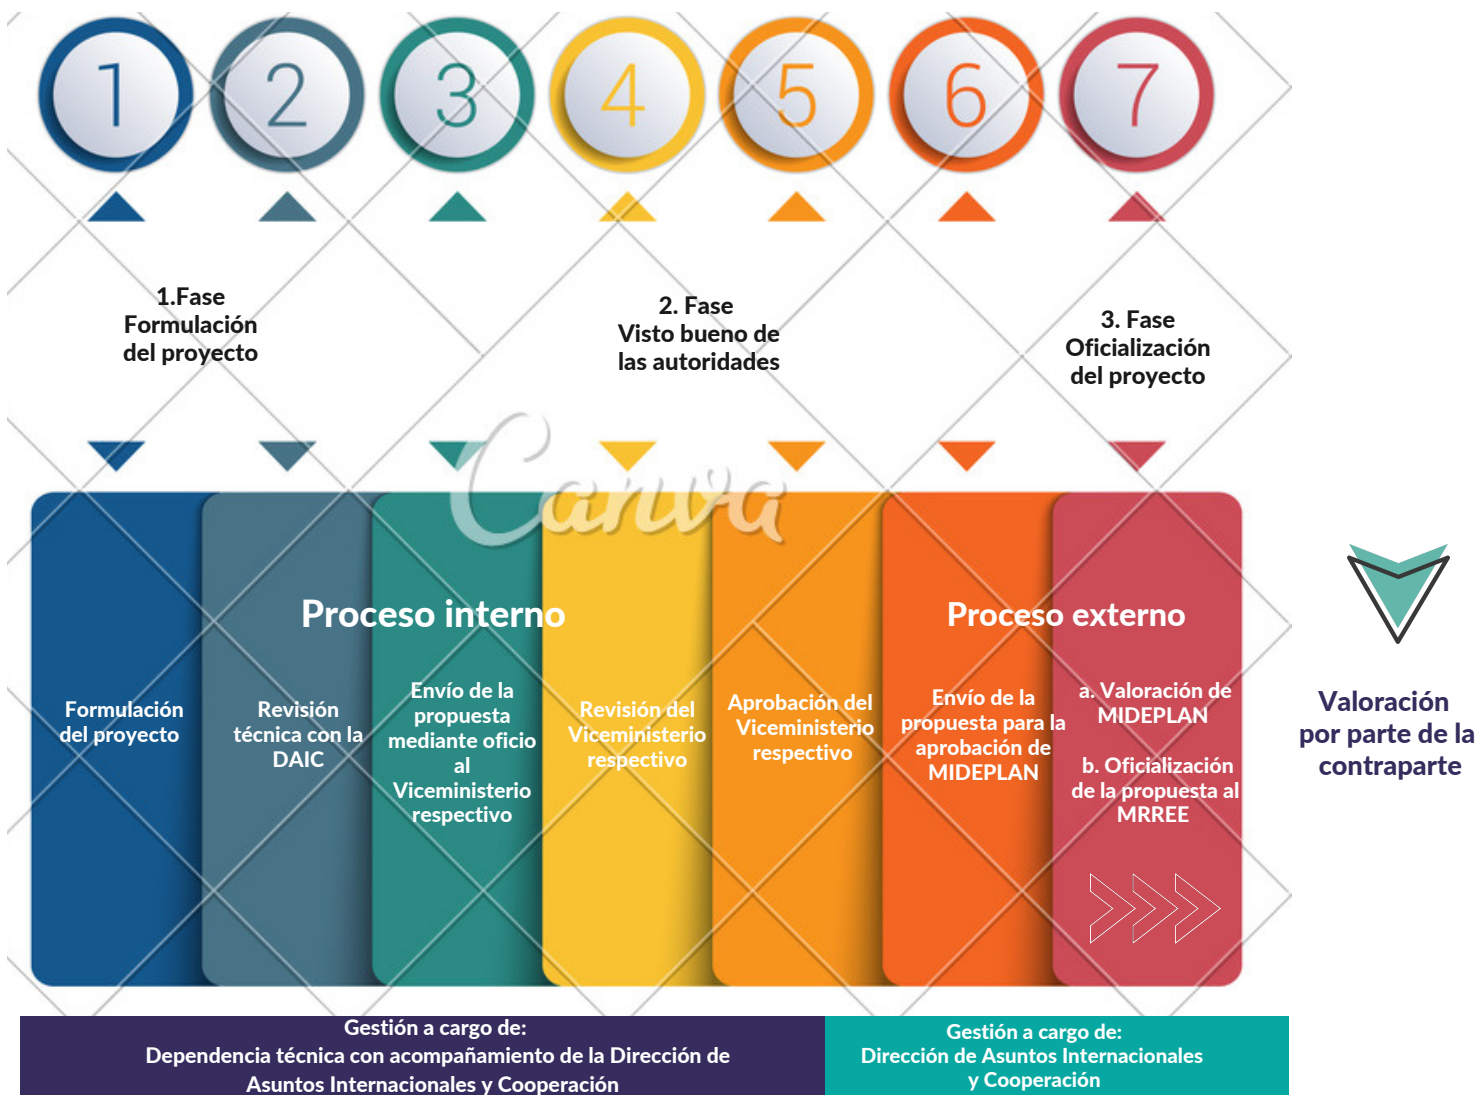 1
2
3
4
5
6
7
1.Fase
Formulación
del proyecto
2. Fase
Visto bueno de
las autoridades
3. Fase
Oficialización
del proyecto
Canva
Proceso interno
Proceso externo
Formulación
del proyecto
Revisión
técnica con la
DAIC
Envío de la
propuesta
mediante oficio
al
Viceministerio
respectivo
Revisión del
Viceministerio
respectivo
Aprobación del
Viceministerio
respectivo
Envío de la
propuesta para la
aprobación de
MIDEPLAN
a. Valoración de
MIDEPLAN
b. Oficialización
de la propuesta al
MRREE
Valoración
por parte de la
contraparte
Gestión a cargo de:
Dependencia técnica con acompañamiento de la Dirección de
Asuntos Internacionales y Cooperación
Gestión a cargo de:
Dirección de Asuntos Internacionales
y Cooperación